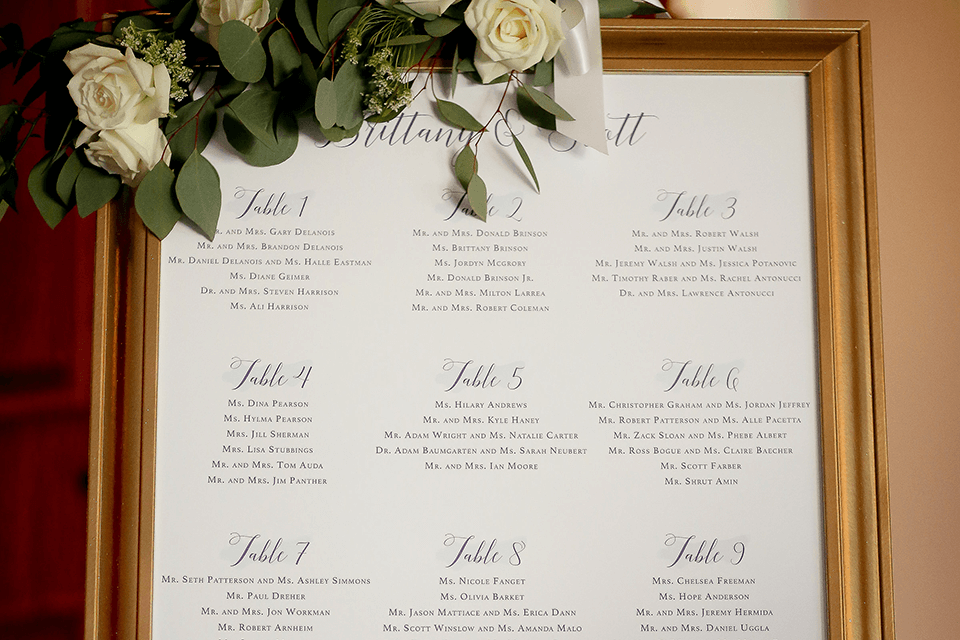 Brittany & Scott
Table 1
Mr. and Mrs. Gary Delanois
Mr. and Mrs. Brandon Delanois
Mr. Daniel Delanois and Ms. Halle Eastman
Ms. Diane Geimer
Dr. and Mrs. Steven Harrison
Ms. Ali Harrison
Table 2
Mr. and Mrs. Donald Brinson
Ms. Brittany Brinson
Ms. Jordyn McGrory
Mr. Donald Brinson Jr.
Mr. and Mrs. Milton Larrea
Mr. and Mrs. Robert Coleman
Table 3
Mr. and Mrs. Robert Walsh
Mr. and Mrs. Justin Walsh
Mr. Jeremy Walsh and Ms. Jessica Potanovic
Mr. Timothy Raber and Ms. Rachel Antonucci
Dr. and Mrs. Lawrence Antonucci
Table 4
Ms. Dina Pearson
Ms. Hylma Pearson
Mrs. Jill Sherman
Mrs. Lisa Stubbings
Mr. and Mrs. Tom Auda
Mr. and Mrs. Jim Panther
Table 5
Ms. Hilary Andrews
Mr. and Mrs. Kyle Haney
Mr. Adam Wright and Ms. Natalie Carter
Dr. Adam Baumgarten and Ms. Sarah Neubert
Mr. and Mrs. Ian Moore
Table 6
Mr. Christopher Graham and Ms. Jordan Jeffrey
Mr. Robert Patterson and Ms. Alle Pacetta
Mr. Zack Sloan and Ms. Phebe Albert
Mr. Ross Bogue and Ms. Claire Baecher
Mr. Scott Farber
Mr. Shrut Amin
Table 7
Mr. Seth Patterson and Ms. Ashley Simmons
Mr. Paul Dreher
Mr. and Mrs. Jon Workman
Mr. Robert Arnheim
Table 8
Ms. Nicole Fanget
Ms. Olivia Barket
Mr. Jason Mattiace and Ms. Erica Dann
Mr. Scott Winslow and Ms. Amanda Malo
Table 9
Mrs. Chelsea Freeman
Ms. Hope Anderson
Mr. and Mrs. Jeremy Hermida
Mr. and Mrs. Daniel Uggla